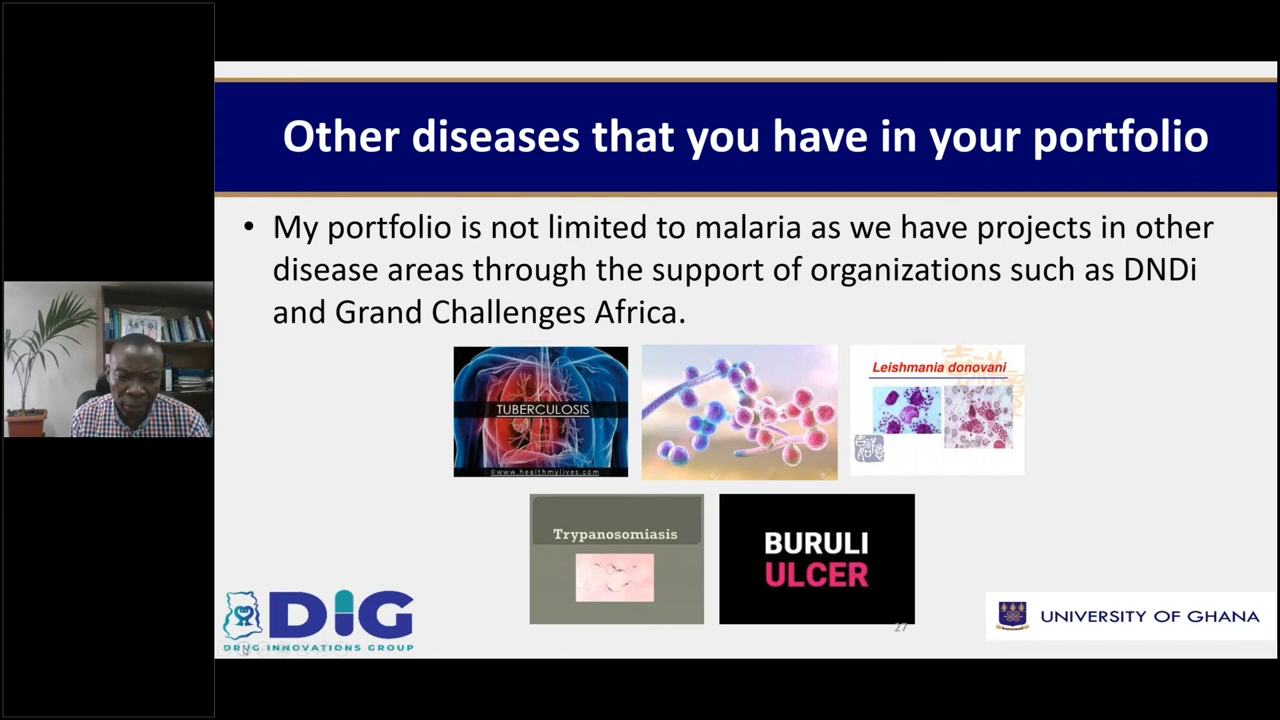 Other diseases that you have in your portfolio
• My portfolio is not limited to malaria as we have projects in other
disease areas through the support of organizations such as DNDi
and Grand Challenges Africa.
TUBERCULOSIS
©www.healthmylives.com
Leishmania donovani
Trypanosomiasis
BURULI
ULCER
27
DIG
DRUG INNOVATIONS GROUP
UNIVERSITY OF GHANA